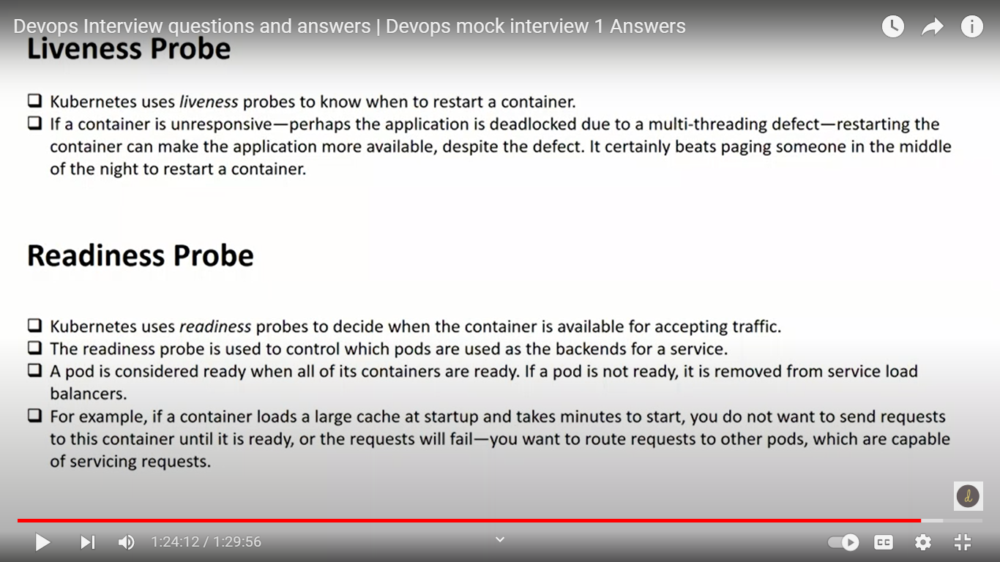 Devops Interview questions and answers | Devops mock interview 1 Answers
Liveness Probe
Kubernetes uses liveness probes to know when to restart a container.
If a container is unresponsive—perhaps the application is deadlocked due to a multi-threading defect—restarting the
container can make the application more available, despite the defect. It certainly beats paging someone in the middle
of the night to restart a container.
Readiness Probe
Kubernetes uses readiness probes to decide when the container is available for accepting traffic.
The readiness probe is used to control which pods are used as the backends for a service.
A pod is considered ready when all of its containers are ready. If a pod is not ready, it is removed from service load
balancers.
For example, if a container loads a large cache at startup and takes minutes to start, you do not want to send requests
to this container until it is ready, or the requests will fail—you want to route requests to other pods, which are capable
of servicing requests.
d
1:24:12 / 1:29:56
CC